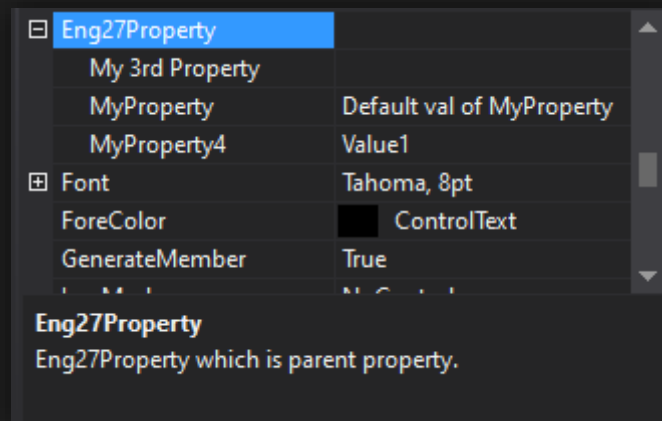 Eng27Property
My 3rd Property
MyProperty Default val of MyProperty
MyProperty4 Value1
Font Tahoma, 8pt
ForeColor ControlText
GenerateMember True
Eng27Property
Eng27Property which is parent property.